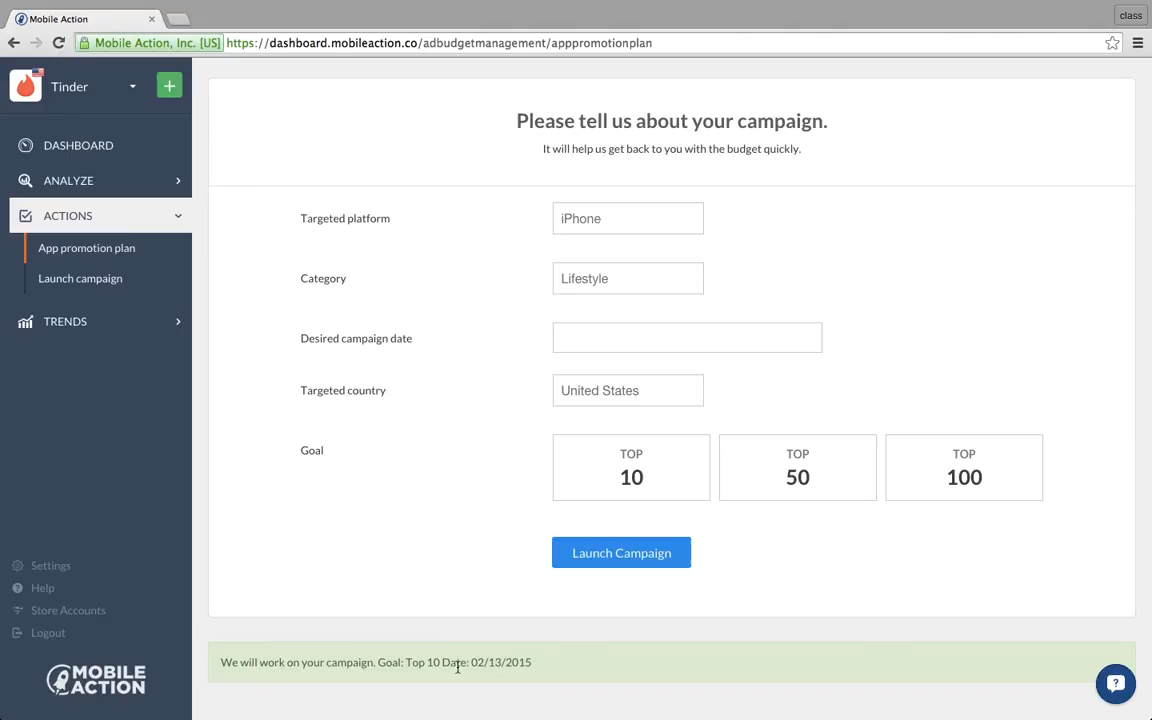 Mobile Action
class
Mobile Action, Inc. [US]
https://dashboard.mobileaction.co/adbudgetmanagement/apppromotionplan
Tinder
DASHBOARD
ANALYZE
ACTIONS
App promotion plan
Launch campaign
TRENDS
Settings
Help
Store Accounts
Logout
MOBILE
ACTION
Please tell us about your campaign.
It will help us get back to you with the budget quickly.
Targeted platform
iPhone
Category
Lifestyle
Desired campaign date
Targeted country
United States
Goal
TOP
10
TOP
50
TOP
100
Launch Campaign
We will work on your campaign. Goal: Top 10 Date: 02/13/2015